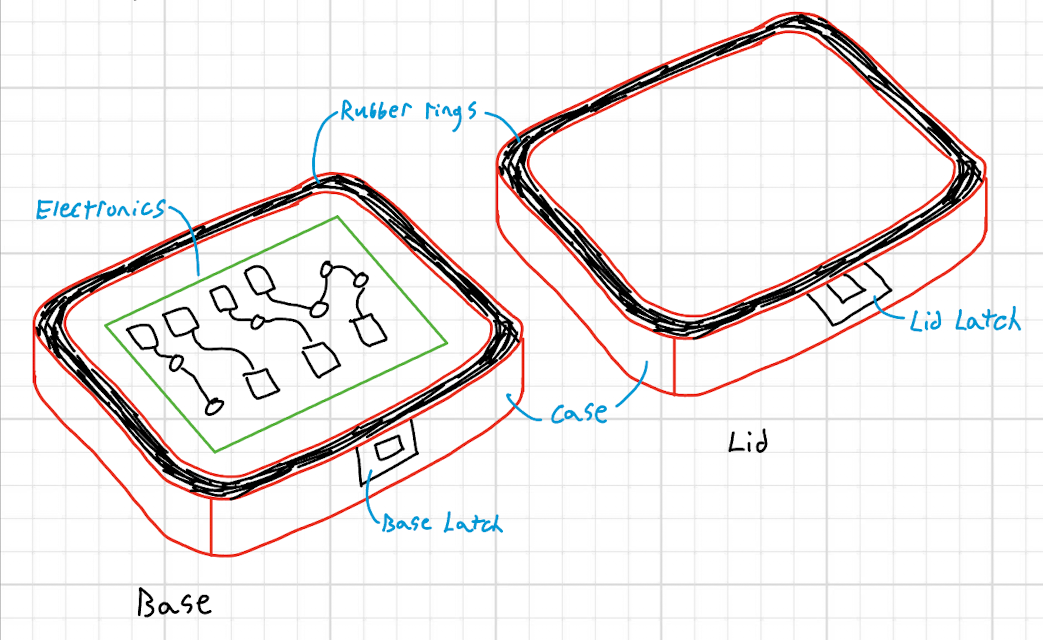 Rubber rings
Electronics
Lid Latch
case
Lid
Base Latch
Base